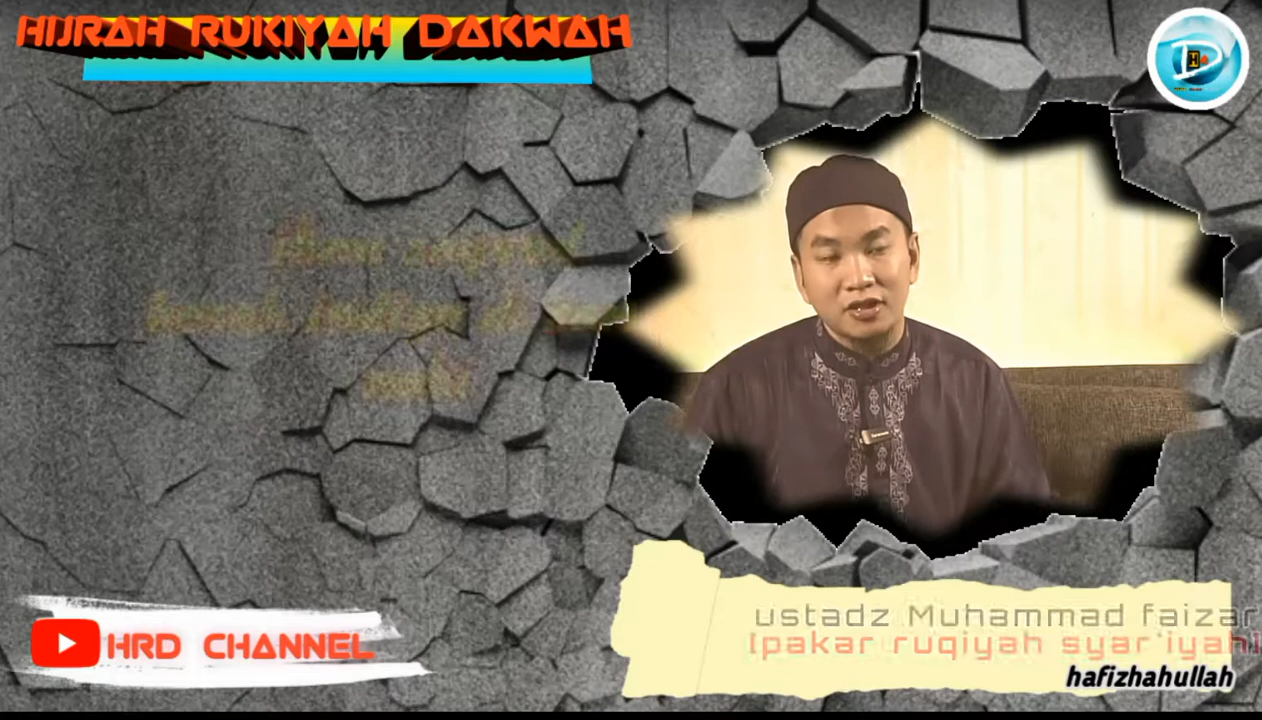 HIJRAH RUKIYAH DAKWAH
HRD CHANNEL
ustadz Muhammad faizar
[pakar ruqiyah syar'iyah]
hafizhahullah